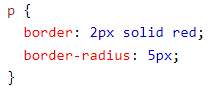 p {
  border: 2px solid red;
  border-radius: 5px;
}